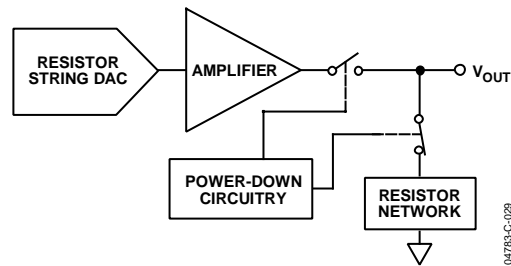 RESISTOR
STRING DAC
AMPLIFIER
VOUT
POWER-DOWN
CIRCUITRY
RESISTOR
NETWORK
04783-C-029